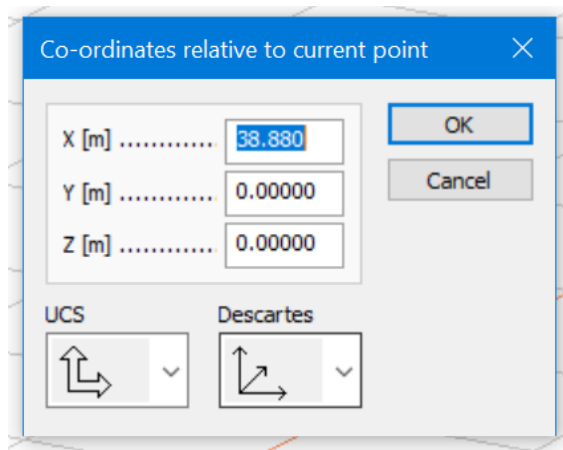 Co-ordinates relative to current point
X [m] ............. 38.880
OK
Y [m] ............. 0.00000
Cancel
Z [m] ............. 0.00000
UCS
Descartes